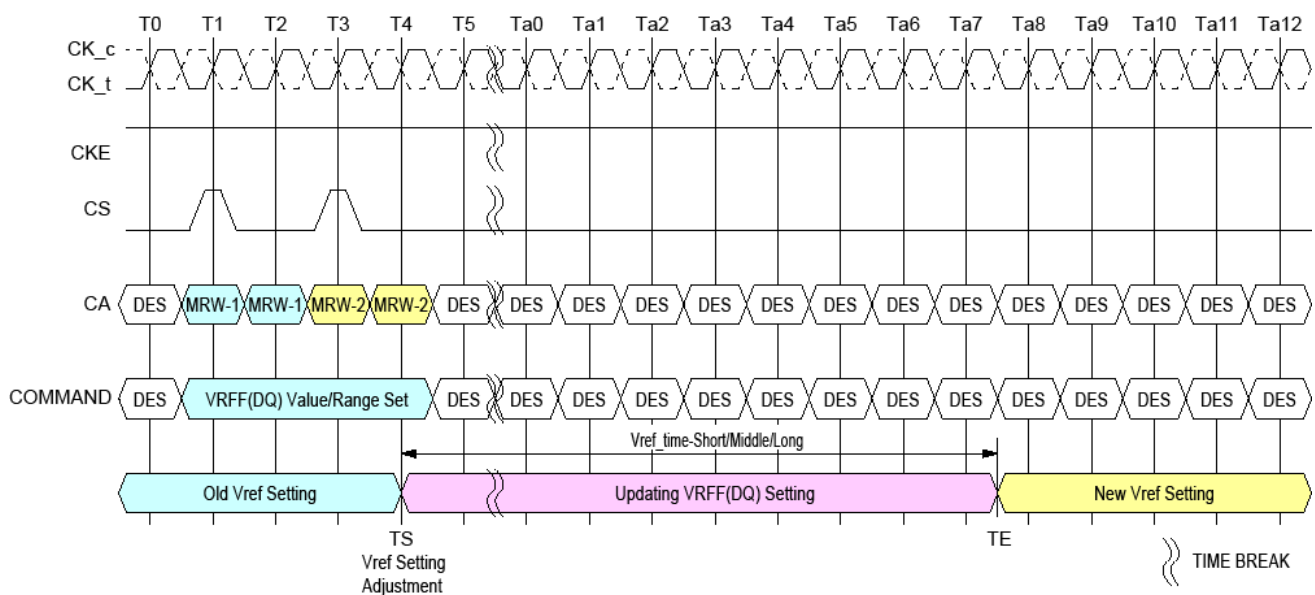 T0 T1 T2 T3 T4 T5 Ta0 Ta1 Ta2 Ta3 Ta4 Ta5 Ta6 Ta7 Ta8 Ta9 Ta10 Ta11 Ta12
CK_c
CK_t
CKE
CS
CA DES MRW-1 MRW-1 MRW-2 MRW-2 DES DES DES DES DES DES DES DES DES DES DES DES DES DES
COMMAND DES VRFF(DQ) Value/Range Set DES DES DES DES DES DES DES DES DES DES DES DES DES DES
Vref_time-Short/Middle/Long
Old Vref Setting Updating VRFF(DQ) Setting New Vref Setting
TS TE
Vref Setting
Adjustment
TIME BREAK